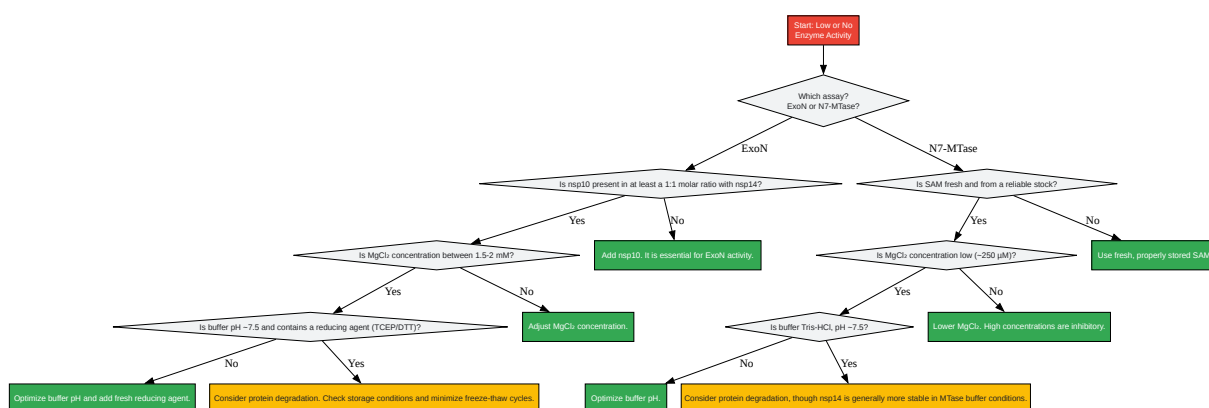 Start: Low or No
Enzyme Activity
Which assay?
ExoN or N7-MTase?
ExoN
N7-MTase
Is nsp10 present in at least a 1:1 molar ratio with nsp14?
Is SAM fresh and from a reliable stock?
Yes
No
Yes
No
Is MgCl₂ concentration between 1.5-2 mM?
Add nsp10. It is essential for ExoN activity.
Is MgCl₂ concentration low (~250 µM)?
Use fresh, properly stored SAM
Yes
No
Yes
No
Is buffer pH ~7.5 and contains a reducing agent (TCEP/DTT)?
Adjust MgCl₂ concentration.
Is buffer Tris-HCl, pH ~7.5?
Lower MgCl₂. High concentrations are inhibitory.
No
Yes
No
Yes
Optimize buffer pH and add fresh reducing agent.
Consider protein degradation. Check storage conditions and minimize freeze-thaw cycles.
Optimize buffer pH.
Consider protein degradation, though nsp14 is generally more stable in MTase buffer conditions.